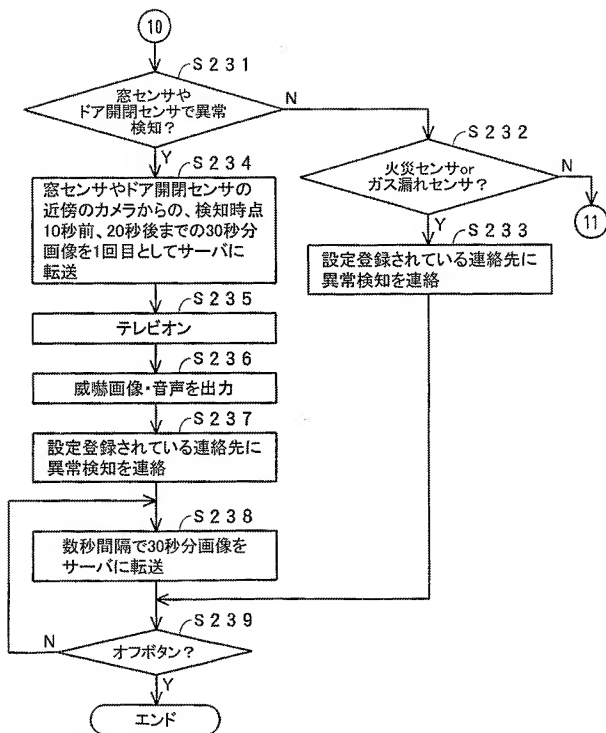 10
S231
窓センサや
ドア開閉センサで異常
検知?
N
Y
S232
火災センサor
ガス漏れセンサ?
N
11
Y
S233
設定登録されている連絡先に
異常検知を連絡
S234
窓センサやドア開閉センサの
近傍のカメラからの、検知時点
10秒前、20秒後までの30秒分
画像を1回目としてサーバに
転送
S235
テレビオン
S236
威嚇画像・音声を出力
S237
設定登録されている連絡先に
異常検知を連絡
S238
数秒間隔で30秒分画像を
サーバに転送
S239
オフボタン?
N
Y
エンド